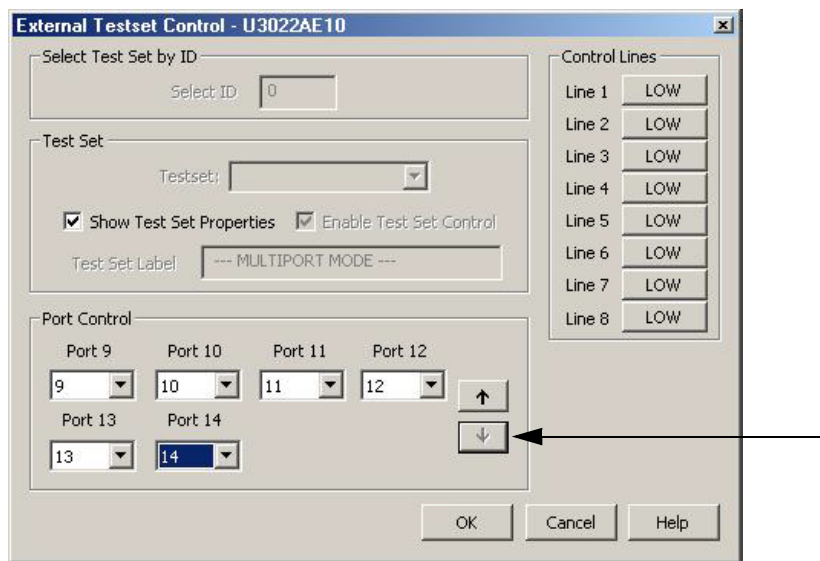 External Testset Control - U3022AE10
Select Test Set by ID
Select ID 0
Test Set
Testset:
Show Test Set Properties Enable Test Set Control
Test Set Label --- MULTIPORT MODE ---
Port Control
Port 9 Port 10 Port 11 Port 12
9 10 11 12
Port 13 Port 14
13 14
Control Lines
Line 1 LOW
Line 2 LOW
Line 3 LOW
Line 4 LOW
Line 5 LOW
Line 6 LOW
Line 7 LOW
Line 8 LOW
OK Cancel Help